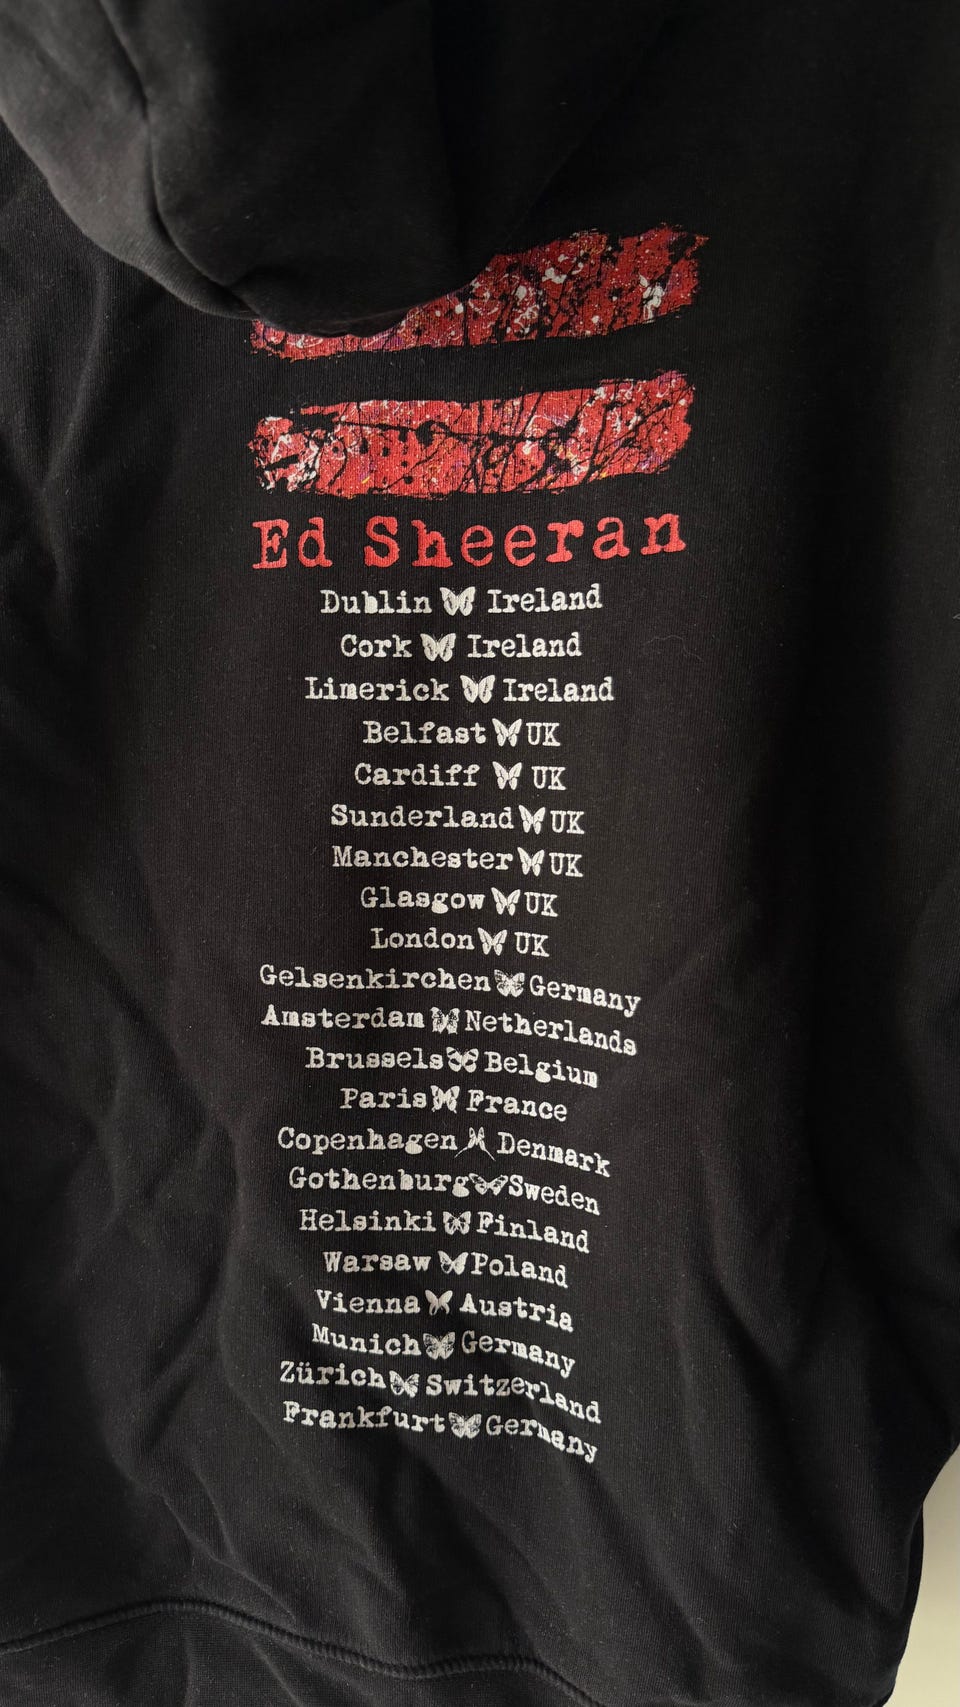 Ed Sheeran
Dublin Ireland
Cork Ireland
Limerick Ireland
Belfast UK
Cardiff UK
Sunderland UK
Manchester UK
Glasgow UK
London UK
Gelsenkirchen Germany
Amsterdam Netherlands
Brussels Belgium
Paris France
Copenhagen Denmark
Gothenburg Sweden
Helsinki Finland
Warsaw Poland
Vienna Austria
Munich Germany
Zürich Switzerland
Frankfurt Germany